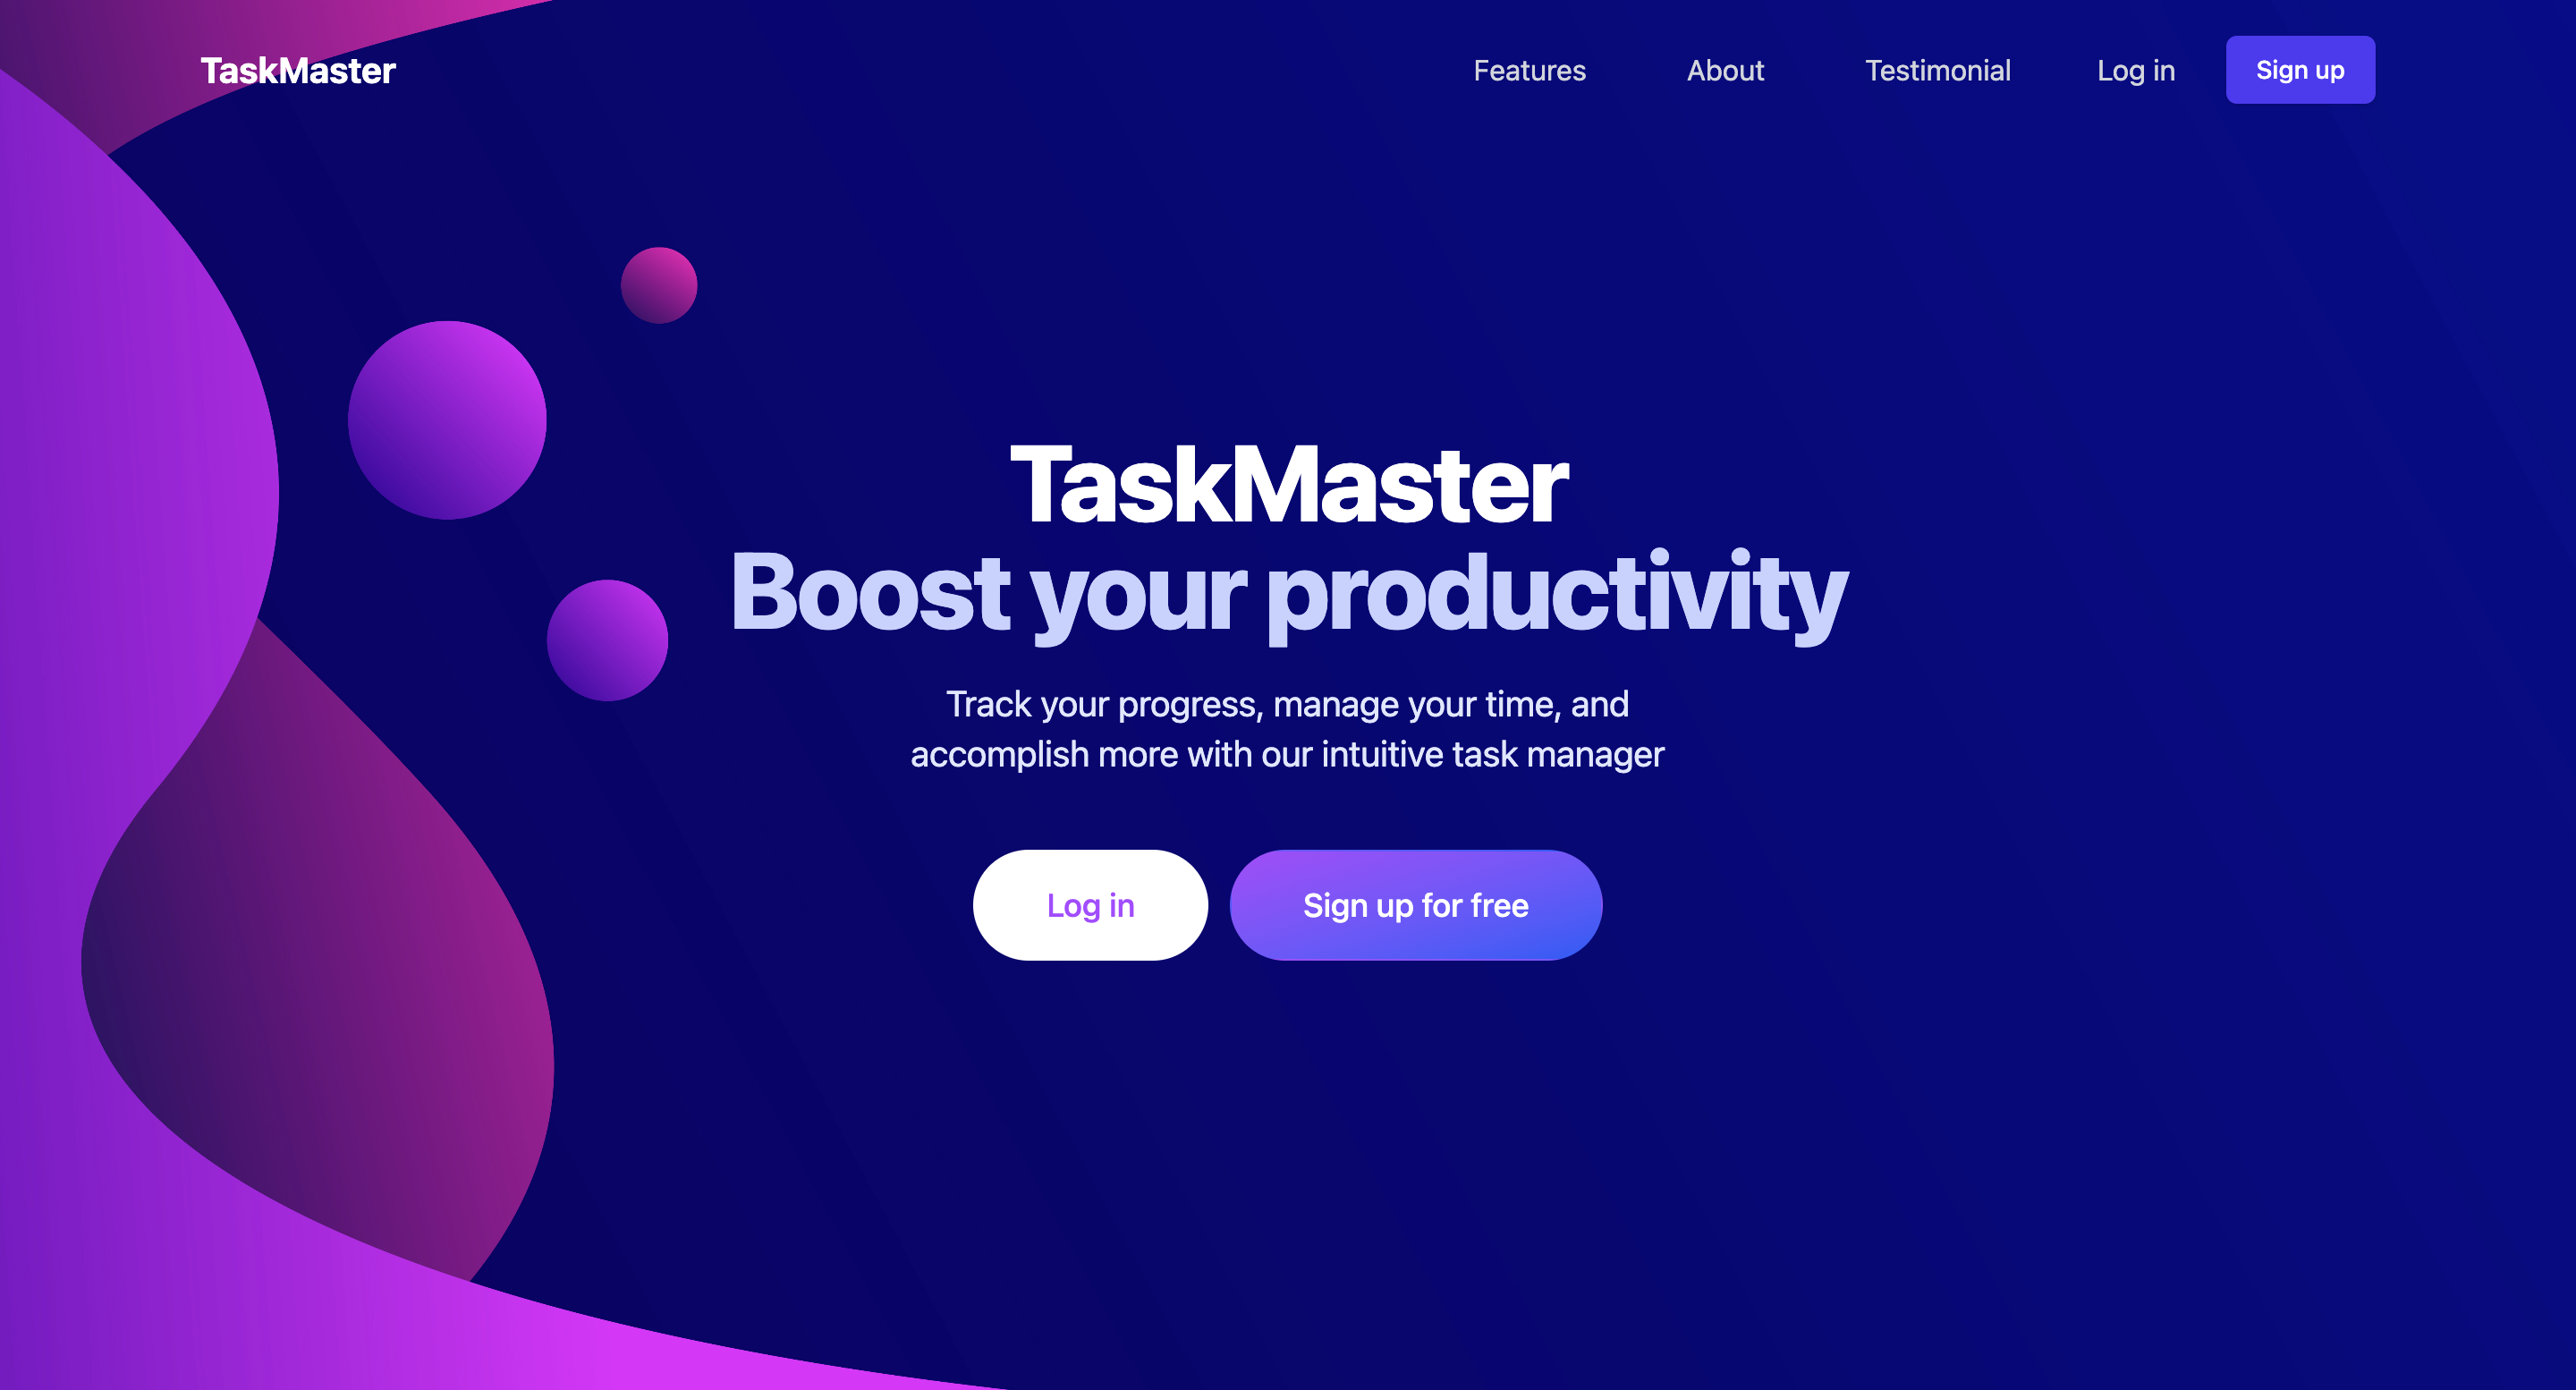 TaskMaster
Features About Testimonial Log in Sign up
TaskMaster
Boost your productivity
Track your progress, manage your time, and
accomplish more with our intuitive task manager
Log in Sign up for free